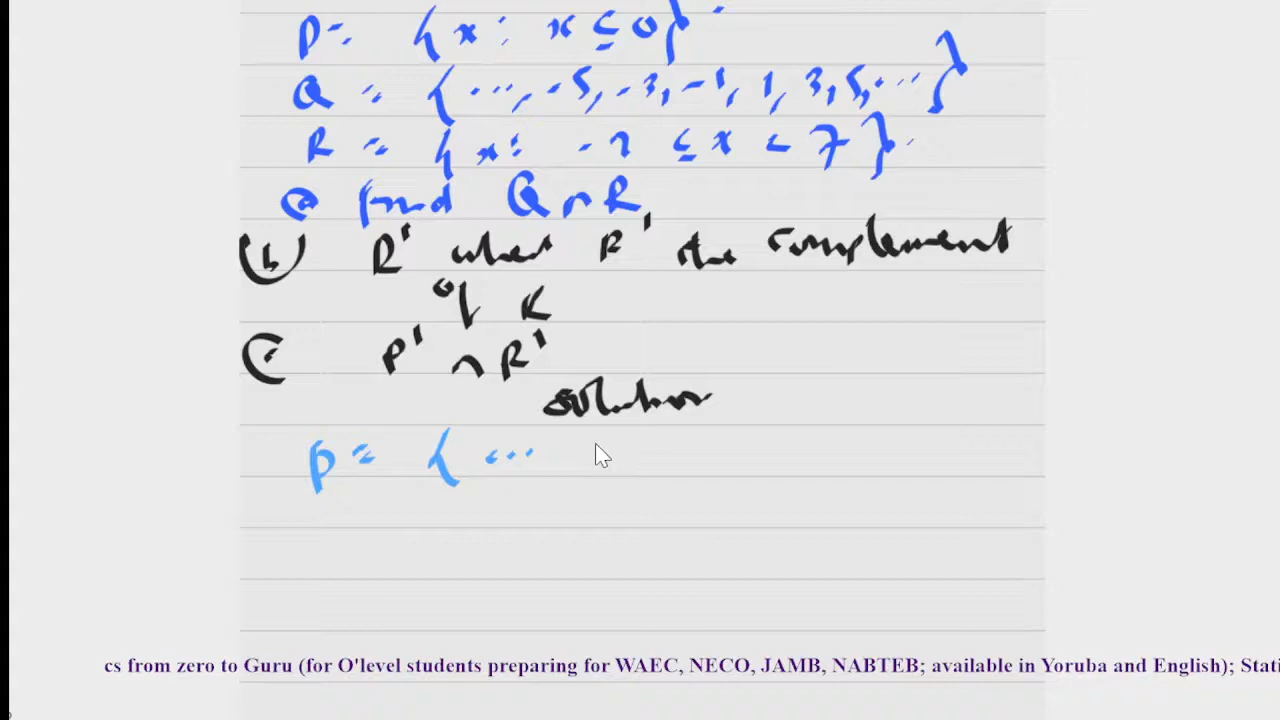 P = {x: x ≤ 0}.
Q = {..., -5, -3, -1, 1, 3, 5, ...}
R = {x: -2 ≤ x < 7}.
(a) find Q∩R
(b) R' where R' the complement
of R
(c) P' ∩ R'
solution
P = { ...
cs from zero to Guru (for O'level students preparing for WAEC, NECO, JAMB, NABTEB; available in Yoruba and English); Stati